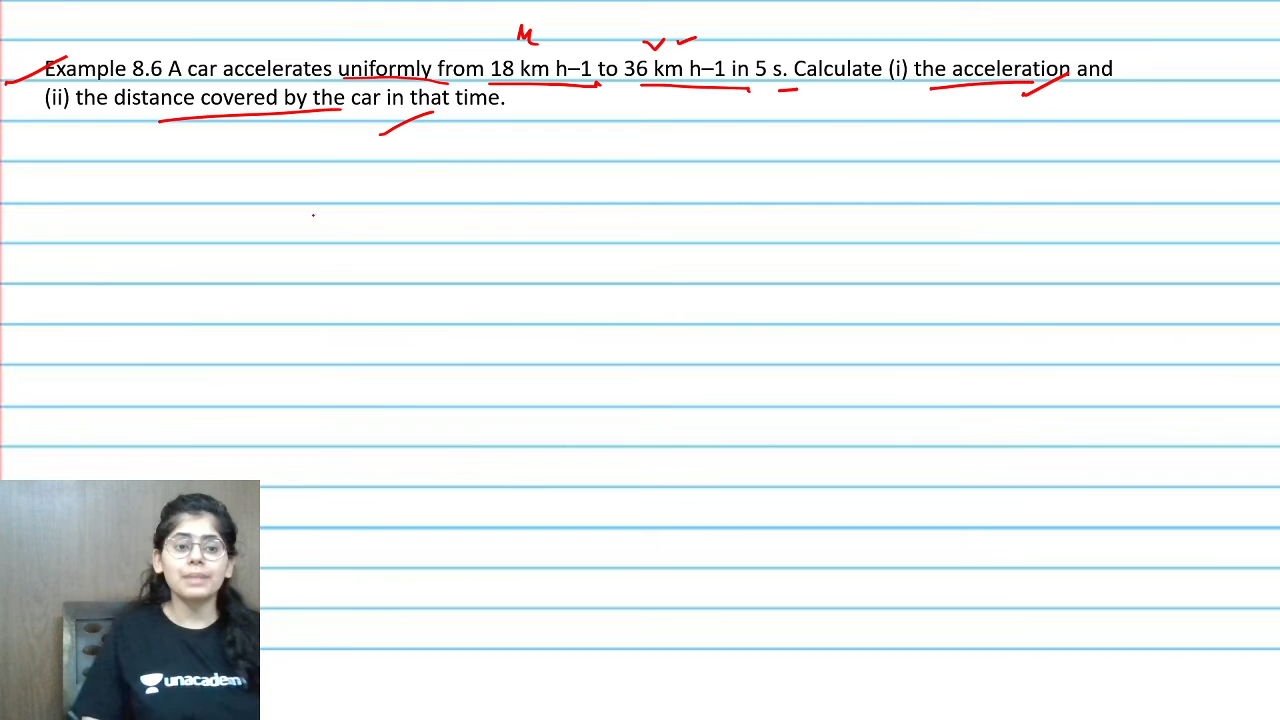 u v
Example 8.6 A car accelerates uniformly from 18 km h–1 to 36 km h–1 in 5 s. Calculate (i) the acceleration and
(ii) the distance covered by the car in that time.
unacademy